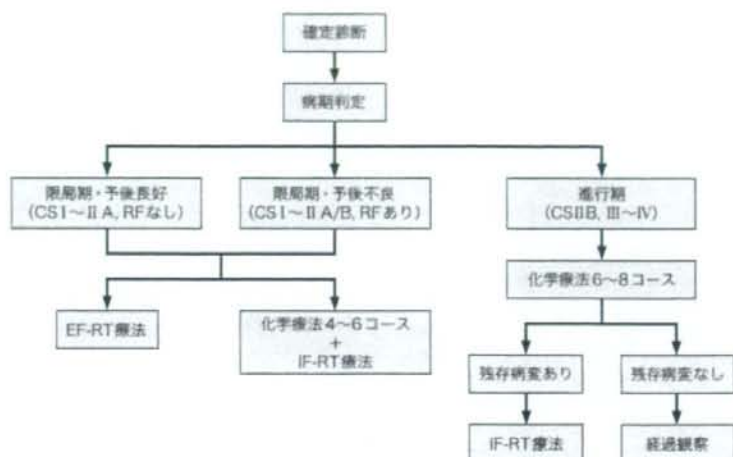 確定診断
病期判定
限局期・予後良好
(CSⅠ～ⅡA, RFなし)
限局期・予後不良
(CSⅠ～ⅡA/B, RFあり)
進行期
(CSⅡB, Ⅲ～Ⅳ)
化学療法6～8コース
EF-RT療法
化学療法4～6コース
+
IF-RT療法
残存病変あり
残存病変なし
IF-RT療法
経過観察